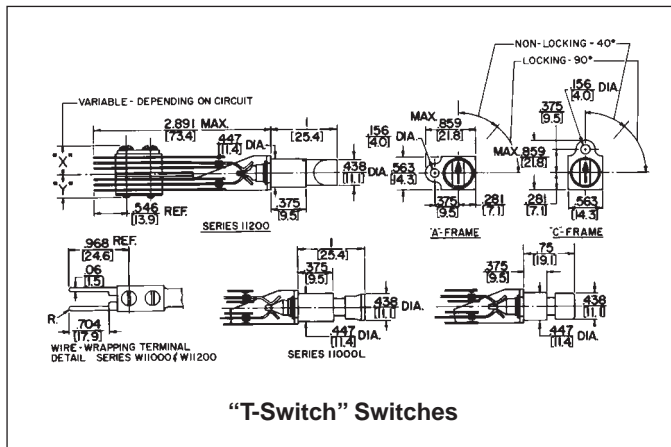 NON-LOCKING-40°
LOCKING-90°
VARIABLE-DEPENDING ON CIRCUIT
2.891 MAX.
[73.4]
1
[25.4]
.447
[11.4] DIA.
"X"
"Y"
.438
[11.1] DIA.
.375
[9.5]
.546 REF.
[13.9]
SERIES 11200
MAX. .859
[21.8]
.156
[4.0] DIA.
.563
[14.3]
.375
[9.5]
.281
[7.1]
"A"-FRAME
.156 DIA.
[4.0]
.375
[9.5]
MAX .859
[21.8]
.281
[7.1]
.563
[14.3]
"C"-FRAME
.968 REF.
[24.6]
.06
[1.5]
R.
.704
[17.9]
WIRE-WRAPPING TERMINAL
DETAIL SERIES W11000 & W11200
1
[25.4]
.375
[9.5]
.438 DIA.
[11.1]
.447 DIA.
[11.4]
SERIES 11000L
.75
[19.1]
.375
[9.5]
.438
[11.1]
.447
[11.4] DIA.
"T-Switch" Switches